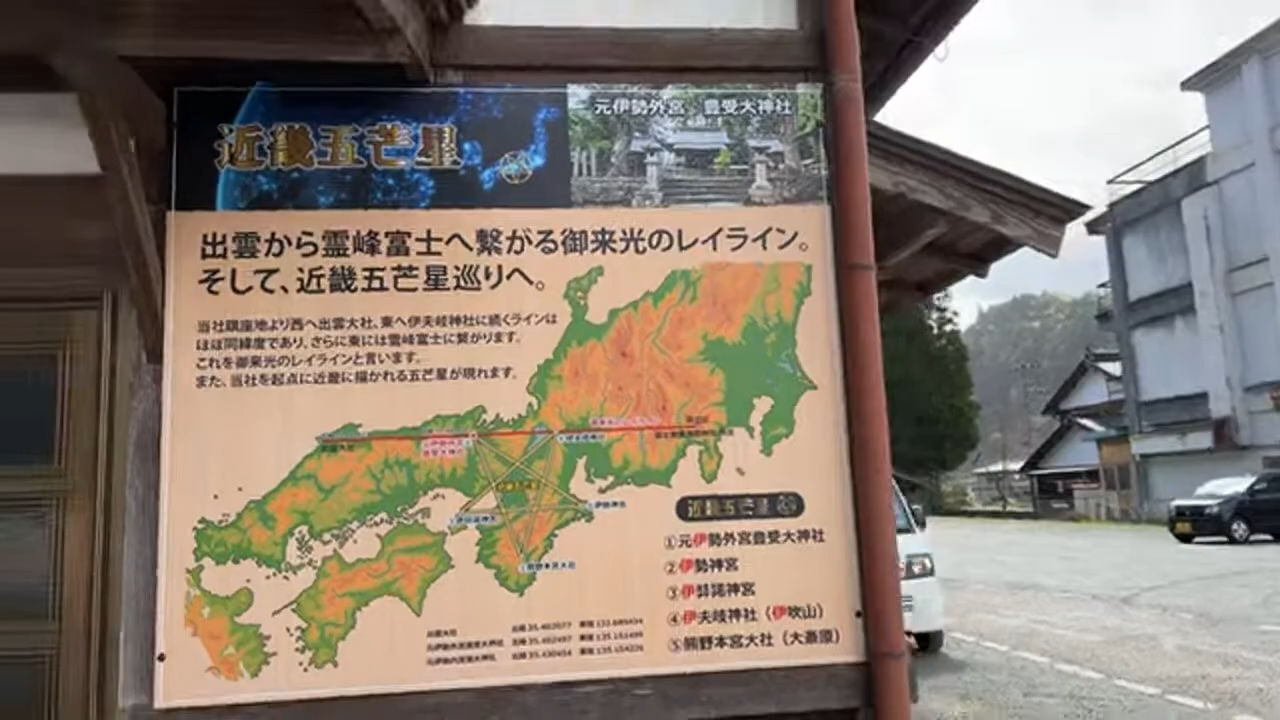 近畿五芒星
元伊勢外宮 豊受大神社
出雲から霊峰富士へ繋がる御来光のレイライン。
そして、近畿五芒星巡りへ。
当社鎮座地より西へ出雲大社、東へ伊夫岐神社に続くラインは
ほぼ同緯度であり、さらに東には霊峰富士に繋がります。
これを御来光のレイラインと言います。
また、当社を起点に近畿に描かれる五芒星が現れます。
近畿五芒星
①元伊勢外宮豊受大神社
②伊勢神宮
③伊弉諾神宮
④伊夫岐神社（伊吹山）
⑤熊野本宮大社（大斎原）
出雲大社